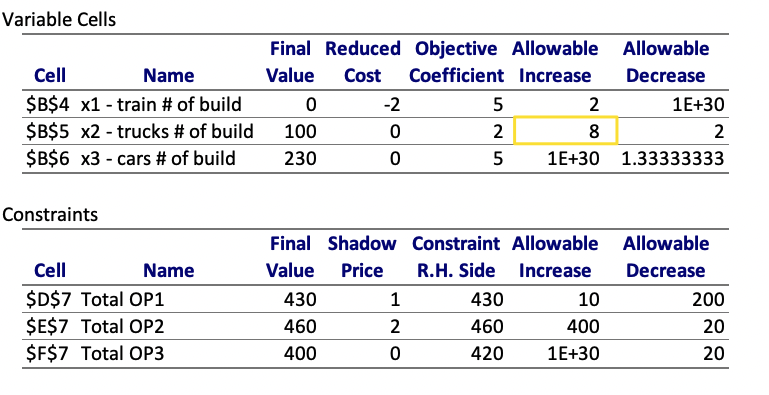 Variable Cells
Final Reduced Objective Allowable Allowable
Cell Name Value Cost Coefficient Increase Decrease
$B$4 x1 - train # of build 0 -2 5 2 1E+30
$B$5 x2 - trucks # of build 100 0 2 8 2
$B$6 x3 - cars # of build 230 0 5 1E+30 1.33333333
Constraints
Final Shadow Constraint Allowable Allowable
Cell Name Value Price R.H. Side Increase Decrease
$D$7 Total OP1 430 1 430 10 200
$E$7 Total OP2 460 2 460 400 20
$F$7 Total OP3 400 0 420 1E+30 20